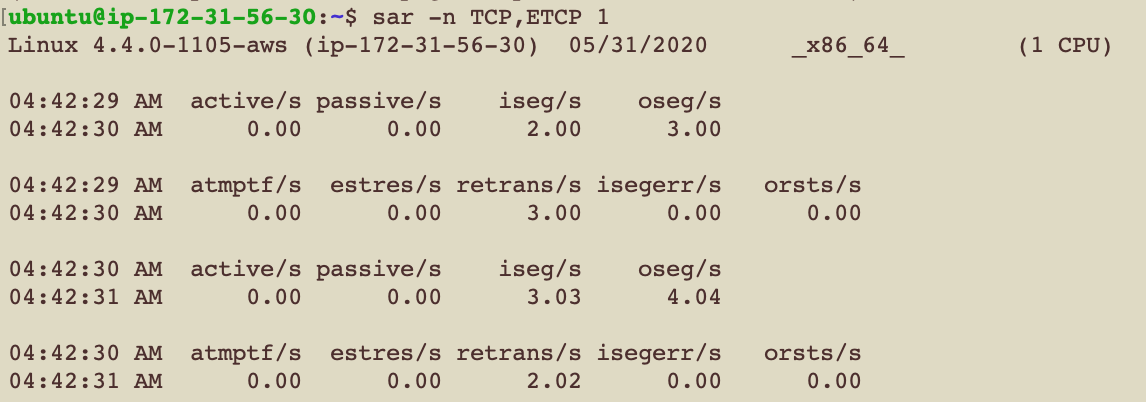 [ubuntu@ip-172-31-56-30:~$ sar -n TCP,ETCP 1
Linux 4.4.0-1105-aws (ip-172-31-56-30) 05/31/2020 _x86_64_ (1 CPU)
04:42:29 AM active/s passive/s iseg/s oseg/s
04:42:30 AM 0.00 0.00 2.00 3.00
04:42:29 AM atmptf/s estres/s retrans/s isegerr/s orsts/s
04:42:30 AM 0.00 0.00 3.00 0.00 0.00
04:42:30 AM active/s passive/s iseg/s oseg/s
04:42:31 AM 0.00 0.00 3.03 4.04
04:42:30 AM atmptf/s estres/s retrans/s isegerr/s orsts/s
04:42:31 AM 0.00 0.00 2.02 0.00 0.00